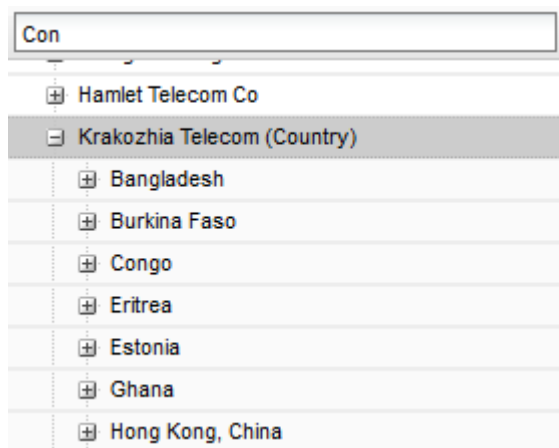 Con
Hamlet Telecom Co
Krakozhia Telecom (Country)
Bangladesh
Burkina Faso
Congo
Eritrea
Estonia
Ghana
Hong Kong, China